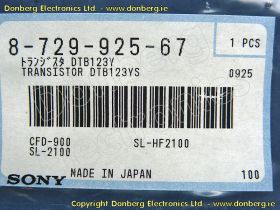 © Donberg Electronics Ltd / www.donberg.ie
8-729-925-67
1 PCS
トランジスタ DTB123Y
TRANSISTOR DTB123YS
0925
CFD-900
SL-HF2100
SL-2100
SONY
MADE IN JAPAN
100
Copyright by Donberg Electronics / www.donberg.ie